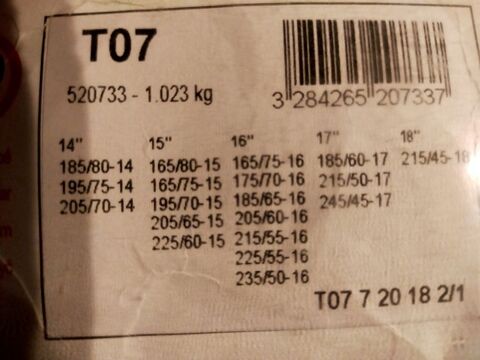 T07
520733 - 1.023 kg
3 284265 207337
14" 15" 16" 17" 18"
185/80-14 165/80-15 165/75-16 185/60-17 215/45-18
195/75-14 165/75-15 175/70-16 215/50-17
205/70-14 195/70-15 185/65-16 245/45-17
205/65-15 205/60-16
225/60-15 215/55-16
225/55-16
235/50-16
T07 7 20 18 2/1